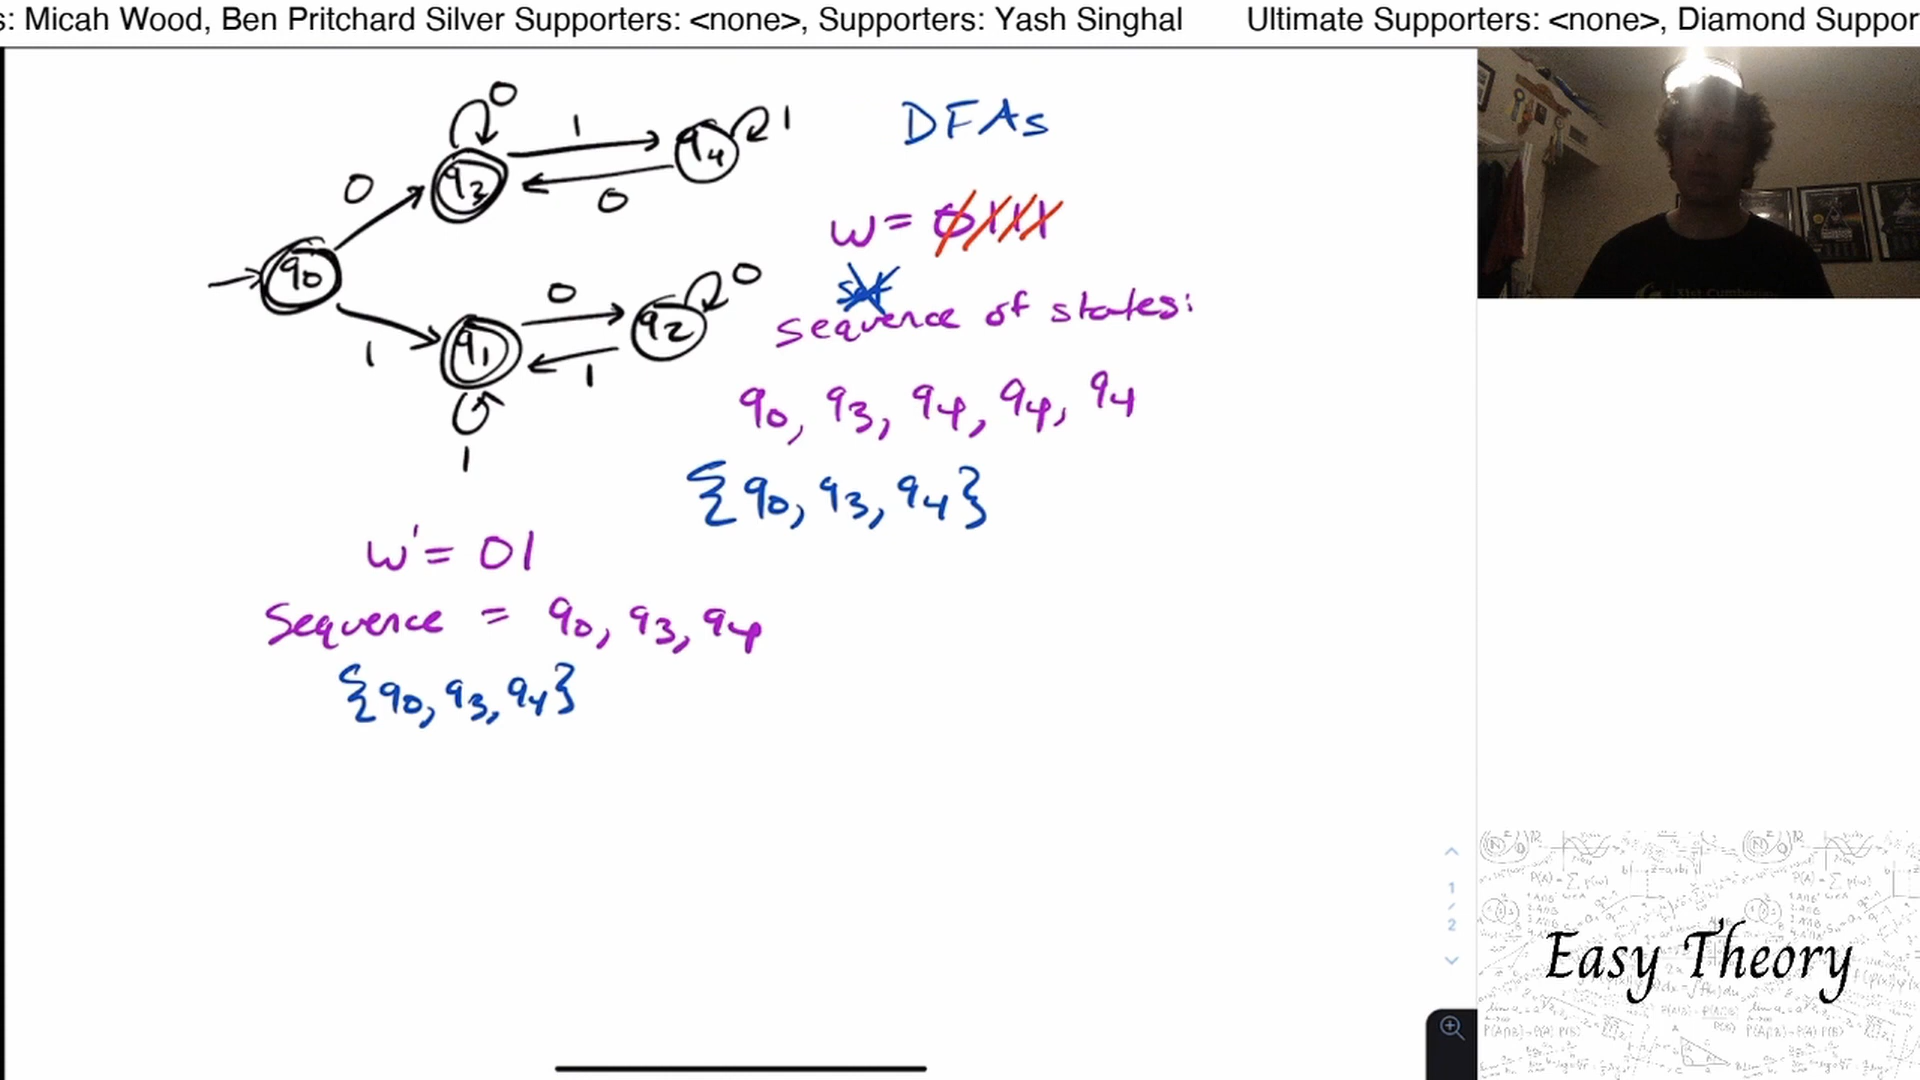 s: Micah Wood, Ben Pritchard Silver Supporters: <none>, Supporters: Yash Singhal Ultimate Supporters: <none>, Diamond Suppor
DFAs
0
1
q3
q4
1
0
0
w = 0111
q0
0
q2
0
1
q1
1
1
Sequence of states:
q0, q3, q4, q4, q4
{q0, q3, q4}
w' = 01
Sequence = q0, q3, q4
{q0, q3, q4}
1
2
Easy Theory